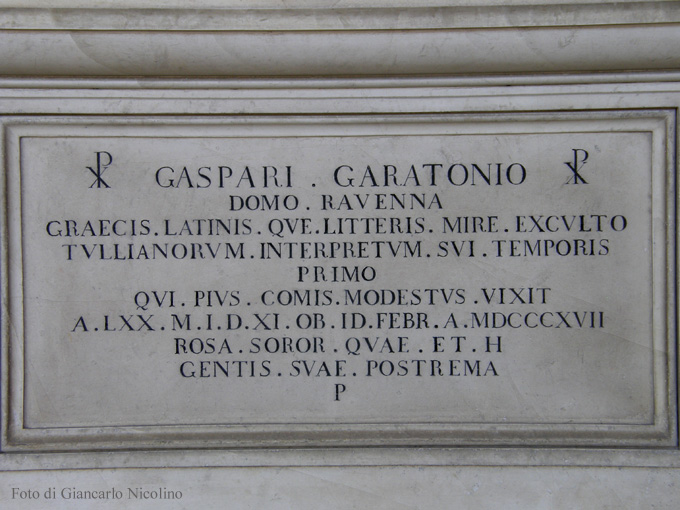 ☧ GASPARI . GARATONIO ☧
DOMO . RAVENNA
GRAECIS . LATINIS . QVE . LITTERIS . MIRE . EXCVLTO
TVLLIANORVM . INTERPRETVM . SVI . TEMPORIS
PRIMO
QVI . PIVS . COMIS . MODESTVS . VIXIT
A . LXX . M . I . D . XI . OB . ID . FEBR . A . MDCCCXVII
ROSA . SOROR . QVAE . ET . H
GENTIS . SVAE . POSTREMA
P
Foto di Giancarlo Nicolino